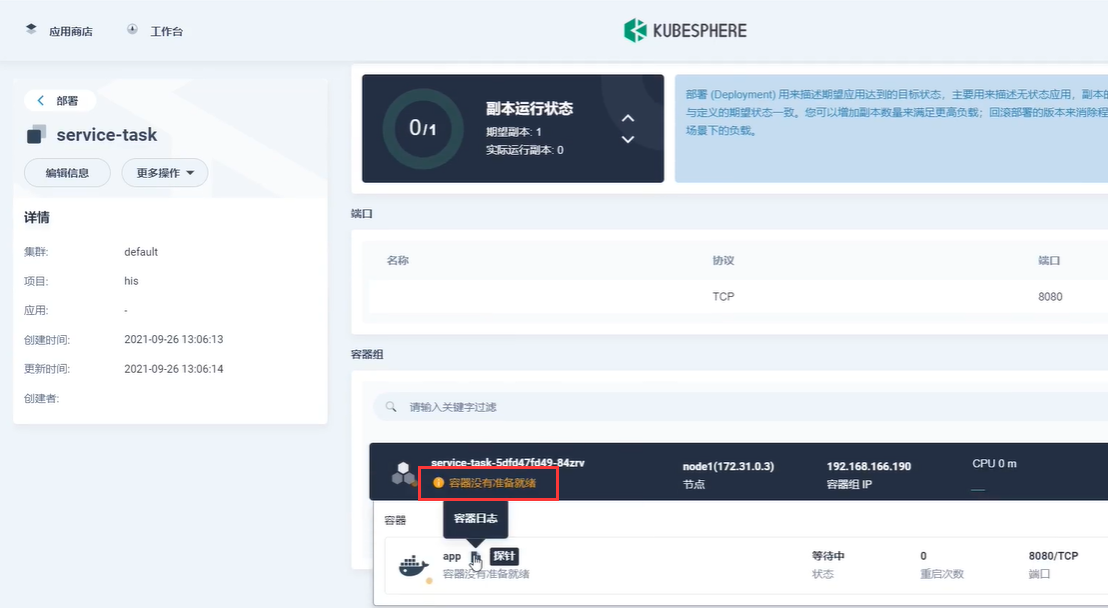 应用商店 工作台 KUBESPHERE
部署
service-task
编辑信息 更多操作
详情
集群: default
项目: his
应用: -
创建时间: 2021-09-26 13:06:13
更新时间: 2021-09-26 13:06:14
创建者:
0/1
副本运行状态
期望副本: 1
实际运行副本: 0
部署 (Deployment) 用来描述期望应用达到的目标状态，主要用来描述无状态应用，副本的
与定义的期望状态一致。您可以增加副本数量来满足更高负载；回滚部署的版本来消除程
场景下的负载。
端口
名称 协议 端口
TCP 8080
容器组
请输入关键字过滤
service-task-5dfd47fd49-84zrv node1(172.31.0.3) 192.168.166.190 CPU 0 m
容器没有准备就绪 节点 容器组 IP
容器
容器日志
app 探针 等待中 0 8080/TCP
容器没有准备就绪 状态 重启次数 端口